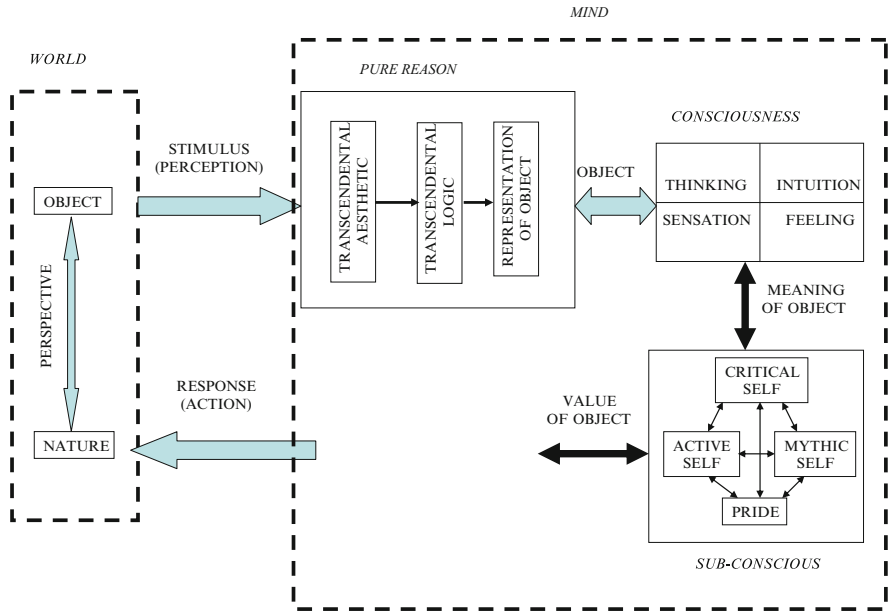 MIND
WORLD
PURE REASON
STIMULUS
(PERCEPTION)
CONSCIOUSNESS
OBJECT
PERSPECTIVE
NATURE
TRANSCENDENTAL
AESTHETIC
TRANSCENDENTAL
LOGIC
REPRESENTATION
OF OBJECT
OBJECT
THINKING
INTUITION
SENSATION
FEELING
MEANING
OF OBJECT
RESPONSE
(ACTION)
VALUE
OF OBJECT
CRITICAL
SELF
ACTIVE
SELF
MYTHIC
SELF
PRIDE
SUB-CONSCIOUS